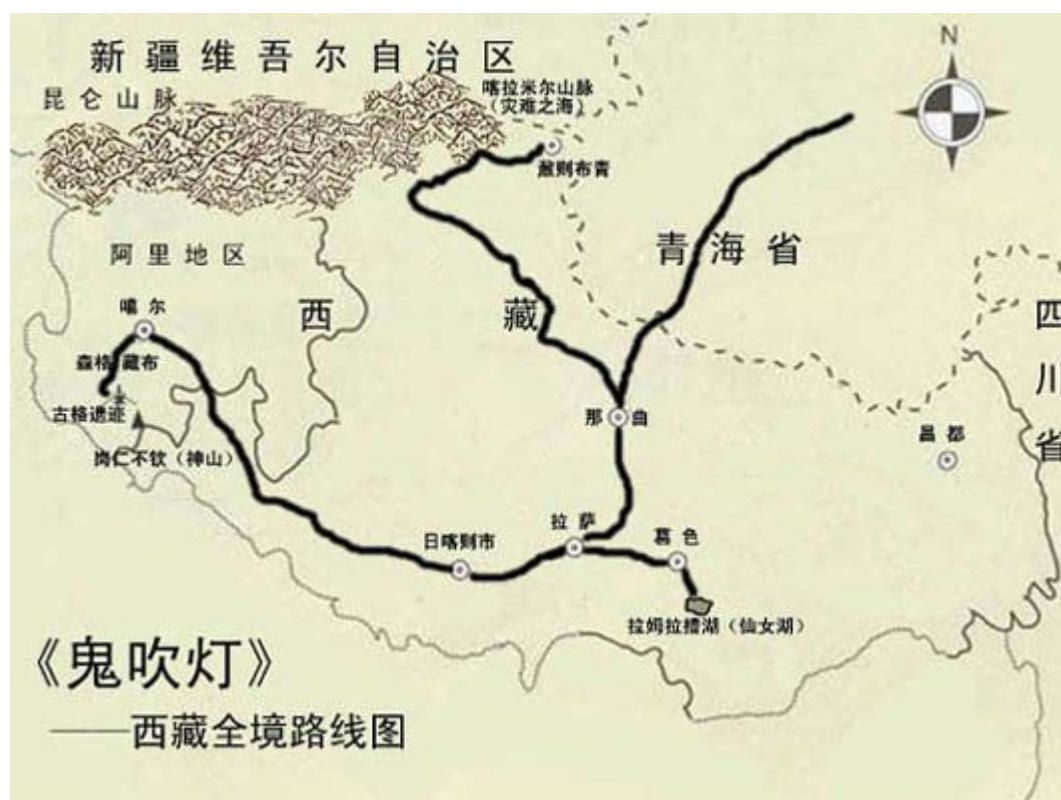 新疆维吾尔自治区
昆仑山脉
喀拉米尔山脉
(灾难之海)
N
则布青
青海省
阿里地区
西藏
噶尔
森格藏布
四川省
古格遗迹
那曲
昌都
岗仁不钦(神山)
拉萨
日喀则市
色
拉姆拉措湖(仙女湖)
《鬼吹灯》
——西藏全境路线图